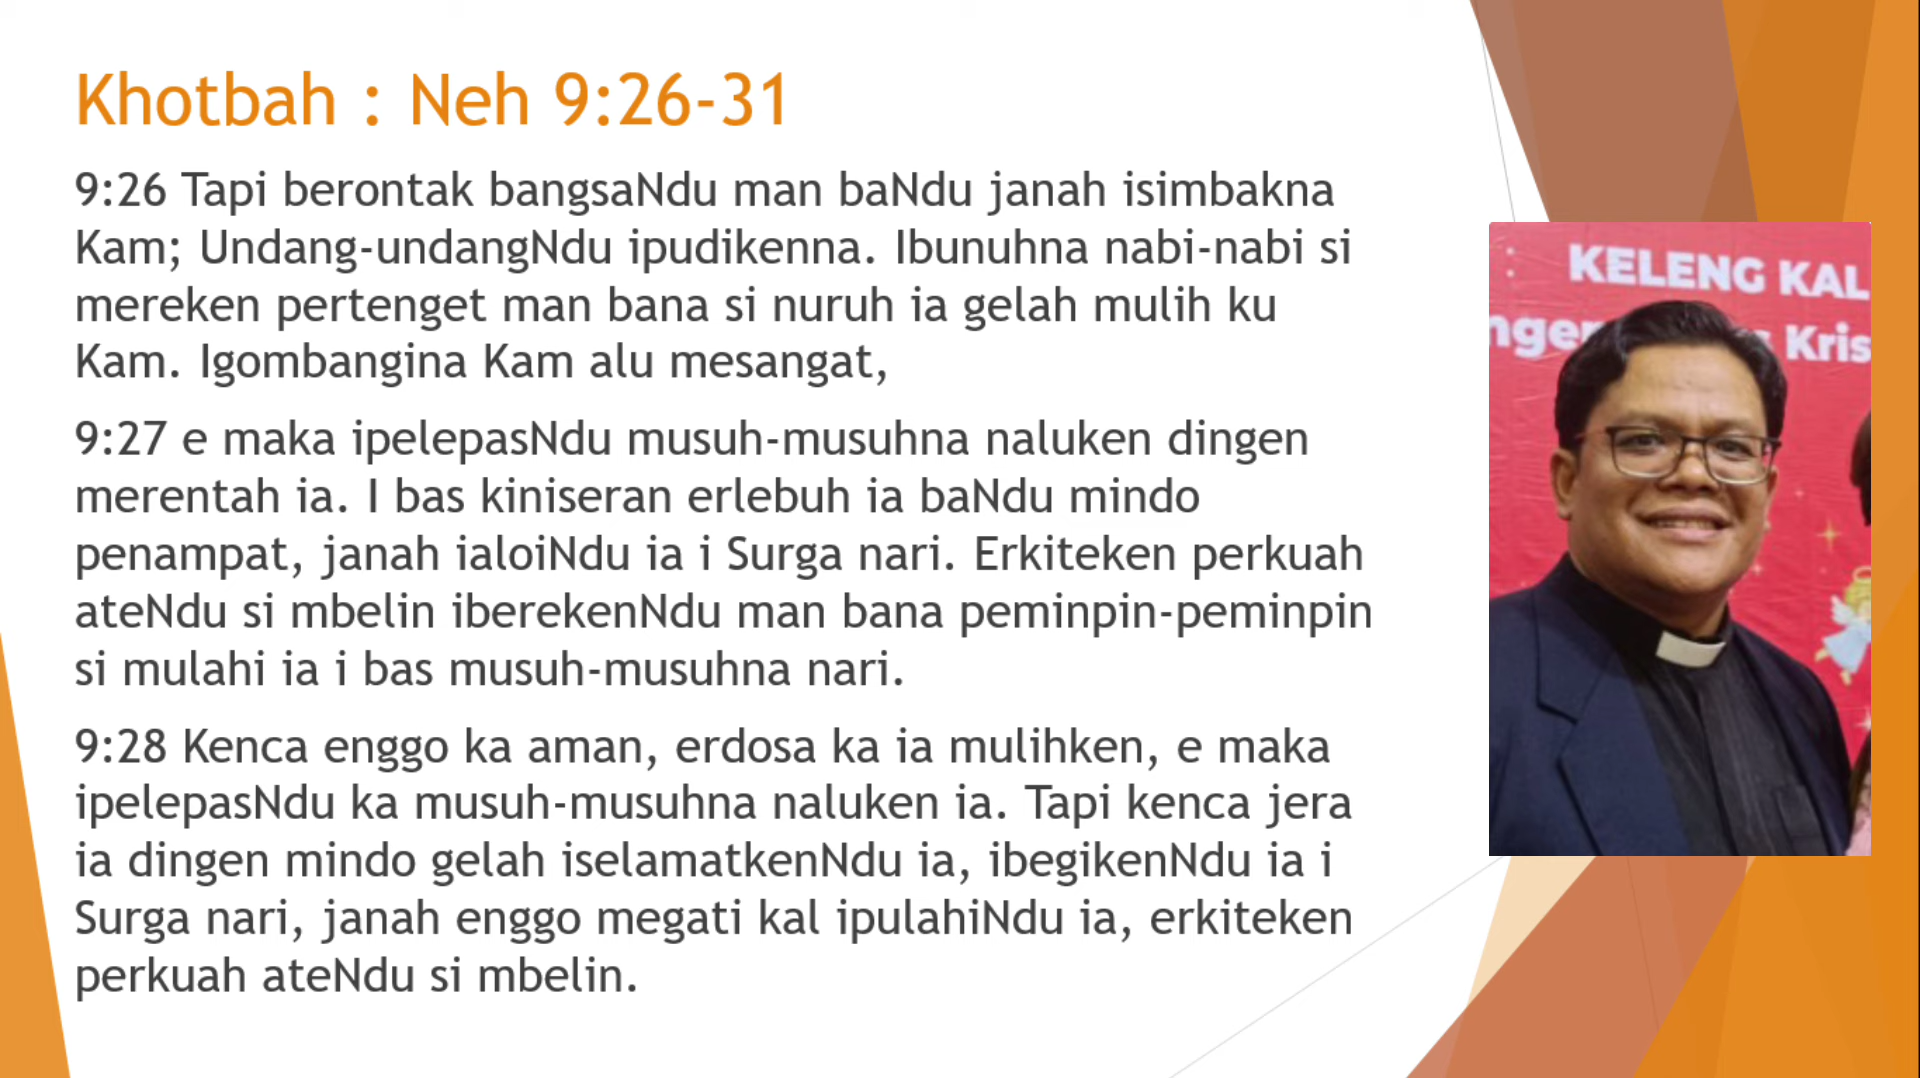 Khotbah : Neh 9:26-31
9:26 Tapi berontak bangsaNdu man baNdu janah isimbakna
Kam; Undang-undangNdu ipudikenna. Ibunuhna nabi-nabi si
mereken pertenget man bana si nuruh ia gelah mulih ku
Kam. Igombangina Kam alu mesangat,
9:27 e maka ipelepasNdu musuh-musuhna naluken dingen
merentah ia. I bas kiniseran erlebuh ia baNdu mindo
penampat, janah ialoiNdu ia i Surga nari. Erkiteken perkuah
ateNdu si mbelin iberekenNdu man bana peminpin-peminpin
si mulahi ia i bas musuh-musuhna nari.
9:28 Kenca enggo ka aman, erdosa ka ia mulihken, e maka
ipelepasNdu ka musuh-musuhna naluken ia. Tapi kenca jera
ia dingen mindo gelah iselamatkenNdu ia, ibegikenNdu ia i
Surga nari, janah enggo megati kal ipulahiNdu ia, erkiteken
perkuah ateNdu si mbelin.
KELENG KAL
Kris